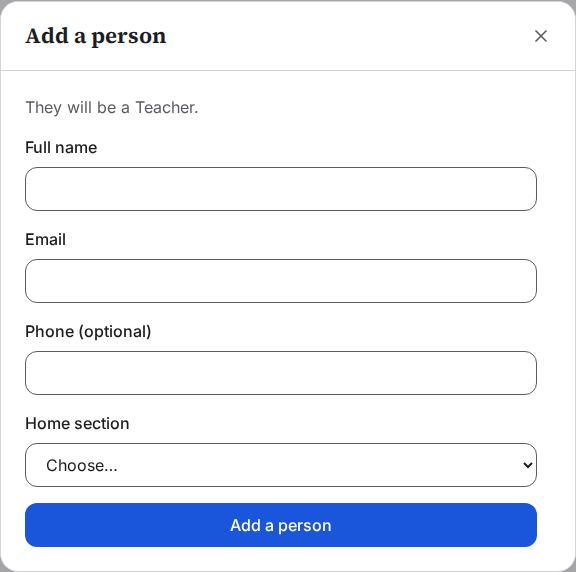 Add a person
They will be a Teacher.
Full name
Email
Phone (optional)
Home section
Choose...
Add a person